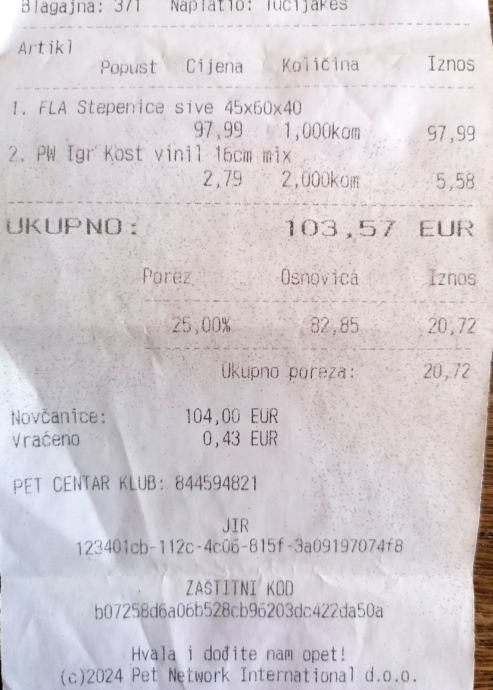 Blagajna: 371 Naplatio: lucijakes
Artikl
Popust Cijena Količina Iznos
1. FLA Stepenice sive 45x60x40
97,99 1,000kom 97,99
2. PW Igr Kost vinil 16cm mix
2,79 2,000kom 5,58
UKUPNO: 103,57 EUR
Porez Osnovica Iznos
25,00% 82,85 20,72
Ukupno poreza: 20,72
Novčanice: 104,00 EUR
Vraćeno 0,43 EUR
PET CENTAR KLUB: 844594821
JIR
123401cb-112c-4c06-815f-3a09197074f8
ZAŠTITNI KOD
b07258d6a06b528cb96203dc422da50a
Hvala i dođite nam opet!
(c)2024 Pet Network International d.o.o.